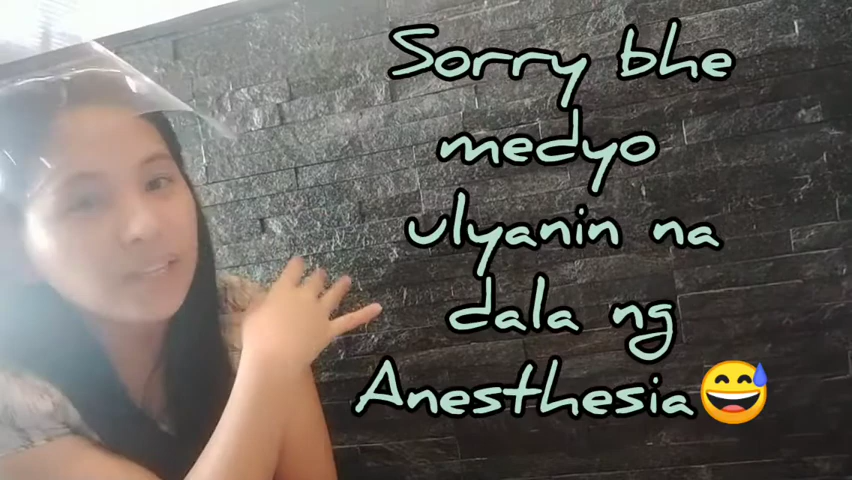 Sorry bhe
medyo
ulyanin na
dala ng
Anesthesia😅